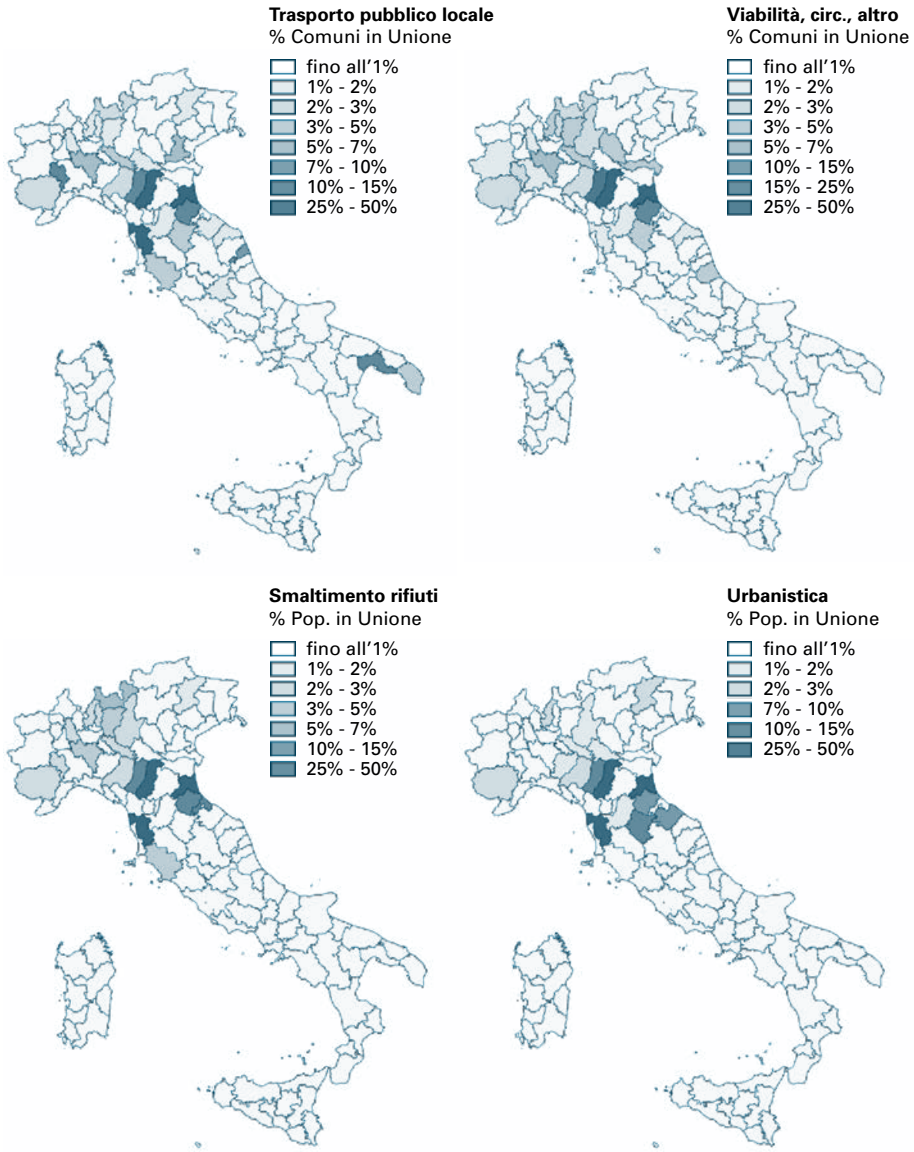 Trasporto pubblico locale
% Comuni in Unione
fino all'1%
1% - 2%
2% - 3%
3% - 5%
5% - 7%
7% - 10%
10% - 15%
25% - 50%
Viabilità, circ., altro
% Comuni in Unione
fino all'1%
1% - 2%
2% - 3%
3% - 5%
5% - 7%
10% - 15%
15% - 25%
25% - 50%
Smaltimento rifiuti
% Pop. in Unione
fino all'1%
1% - 2%
2% - 3%
3% - 5%
5% - 7%
10% - 15%
25% - 50%
Urbanistica
% Pop. in Unione
fino all'1%
1% - 2%
2% - 3%
7% - 10%
10% - 15%
25% - 50%